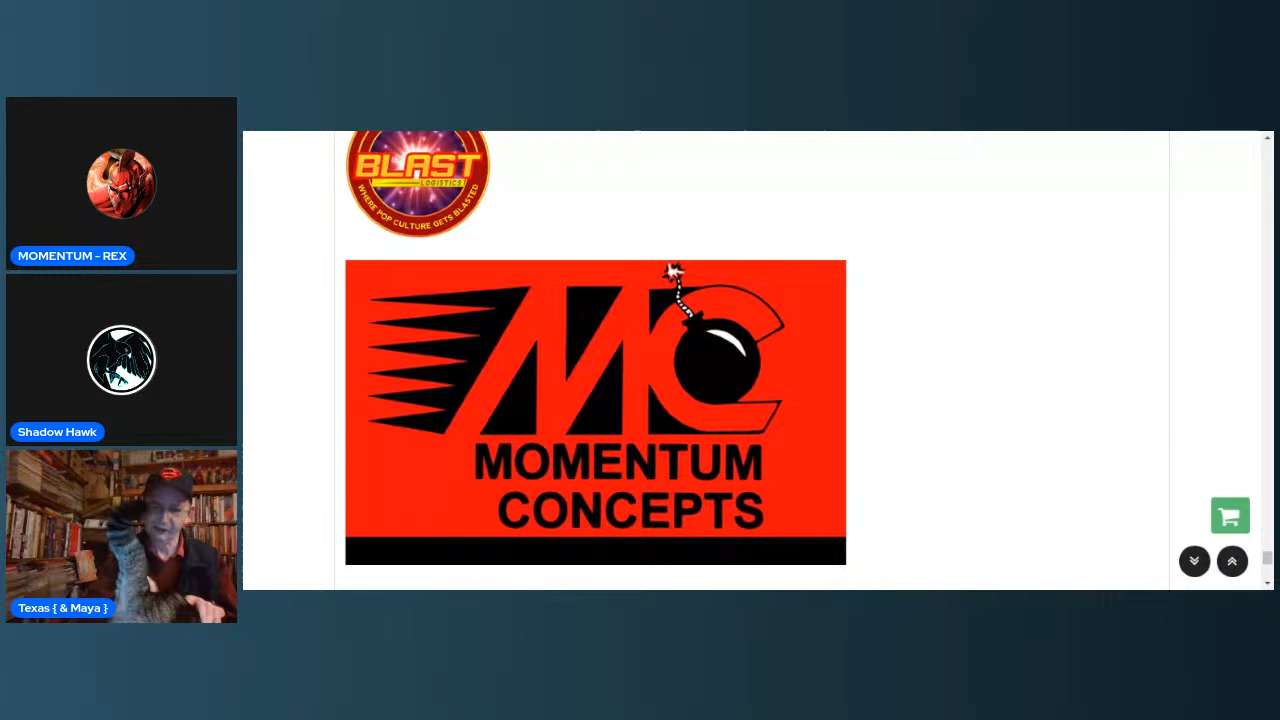 MOMENTUM - REX
Shadow Hawk
Texas { & Maya }
BLAST
LOGISTICS
WHERE POP CULTURE GETS BLASTED
MC
MOMENTUM
CONCEPTS